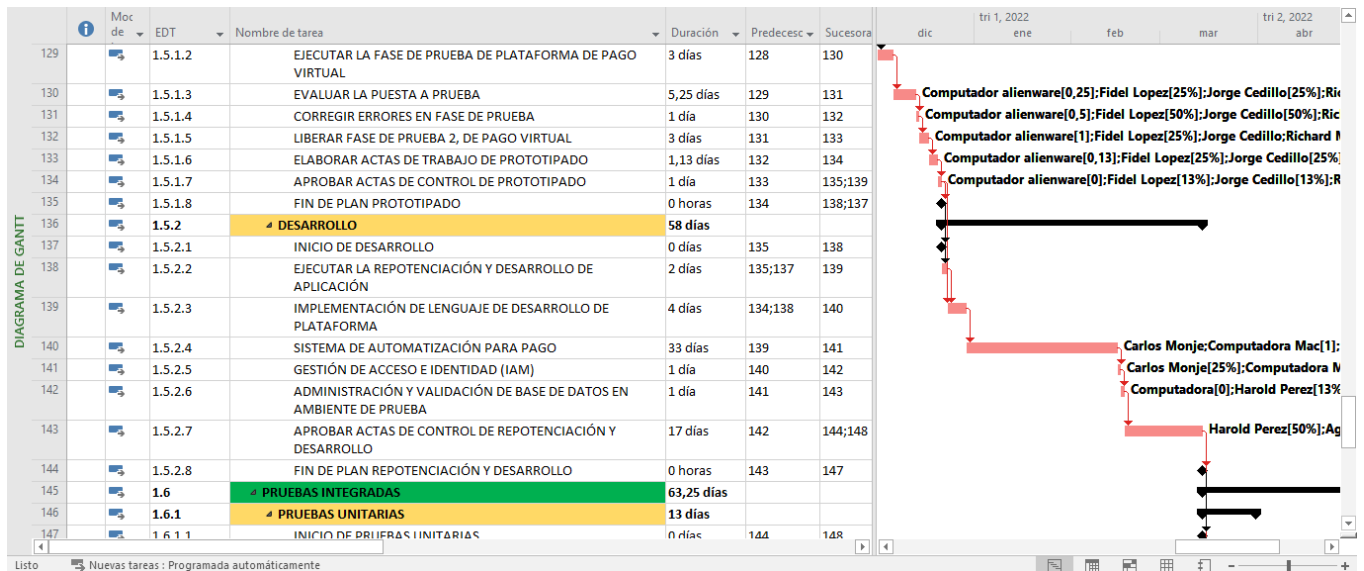 tri 1, 2022 tri 2, 2022
Moc de EDT Nombre de tarea Duración Predecesc Sucesora dic ene feb mar abr
129 1.5.1.2 EJECUTAR LA FASE DE PRUEBA DE PLATAFORMA DE PAGO VIRTUAL 3 días 128 130
130 1.5.1.3 EVALUAR LA PUESTA A PRUEBA 5,25 días 129 131 Computador alienware[0,25];Fidel Lopez[25%];Jorge Cedillo[25%];Ri
131 1.5.1.4 CORREGIR ERRORES EN FASE DE PRUEBA 1 día 130 132 Computador alienware[0,5];Fidel Lopez[50%];Jorge Cedillo[50%];Ric
132 1.5.1.5 LIBERAR FASE DE PRUEBA 2, DE PAGO VIRTUAL 3 días 131 133 Computador alienware[1];Fidel Lopez[25%];Jorge Cedillo;Richard
133 1.5.1.6 ELABORAR ACTAS DE TRABAJO DE PROTOTIPADO 1,13 días 132 134 Computador alienware[0,13];Fidel Lopez[25%];Jorge Cedillo[25%]
134 1.5.1.7 APROBAR ACTAS DE CONTROL DE PROTOTIPADO 1 día 133 135;139 Computador alienware[0];Fidel Lopez[13%];Jorge Cedillo[13%];R
135 1.5.1.8 FIN DE PLAN PROTOTIPADO 0 horas 134 138;137
136 1.5.2 DESARROLLO 58 días
137 1.5.2.1 INICIO DE DESARROLLO 0 días 135 138
138 1.5.2.2 EJECUTAR LA REPOTENCIACIÓN Y DESARROLLO DE APLICACIÓN 2 días 135;137 139
139 1.5.2.3 IMPLEMENTACIÓN DE LENGUAJE DE DESARROLLO DE PLATAFORMA 4 días 134;138 140
140 1.5.2.4 SISTEMA DE AUTOMATIZACIÓN PARA PAGO 33 días 139 141 Carlos Monje;Computadora Mac[1];
141 1.5.2.5 GESTIÓN DE ACCESO E IDENTIDAD (IAM) 1 día 140 142 Carlos Monje[25%];Computadora M
142 1.5.2.6 ADMINISTRACIÓN Y VALIDACIÓN DE BASE DE DATOS EN AMBIENTE DE PRUEBA 1 día 141 143 Computadora[0];Harold Perez[13%
143 1.5.2.7 APROBAR ACTAS DE CONTROL DE REPOTENCIACIÓN Y DESARROLLO 17 días 142 144;148 Harold Perez[50%];Ag
144 1.5.2.8 FIN DE PLAN REPOTENCIACIÓN Y DESARROLLO 0 horas 143 147
145 1.6 PRUEBAS INTEGRADAS 63,25 días
146 1.6.1 PRUEBAS UNITARIAS 13 días
147 1.6.1.1 INICIO DE PRUEBAS UNITARIAS 0 días 144 148
DIAGRAMA DE GANTT
Listo Nuevas tareas : Programada automáticamente